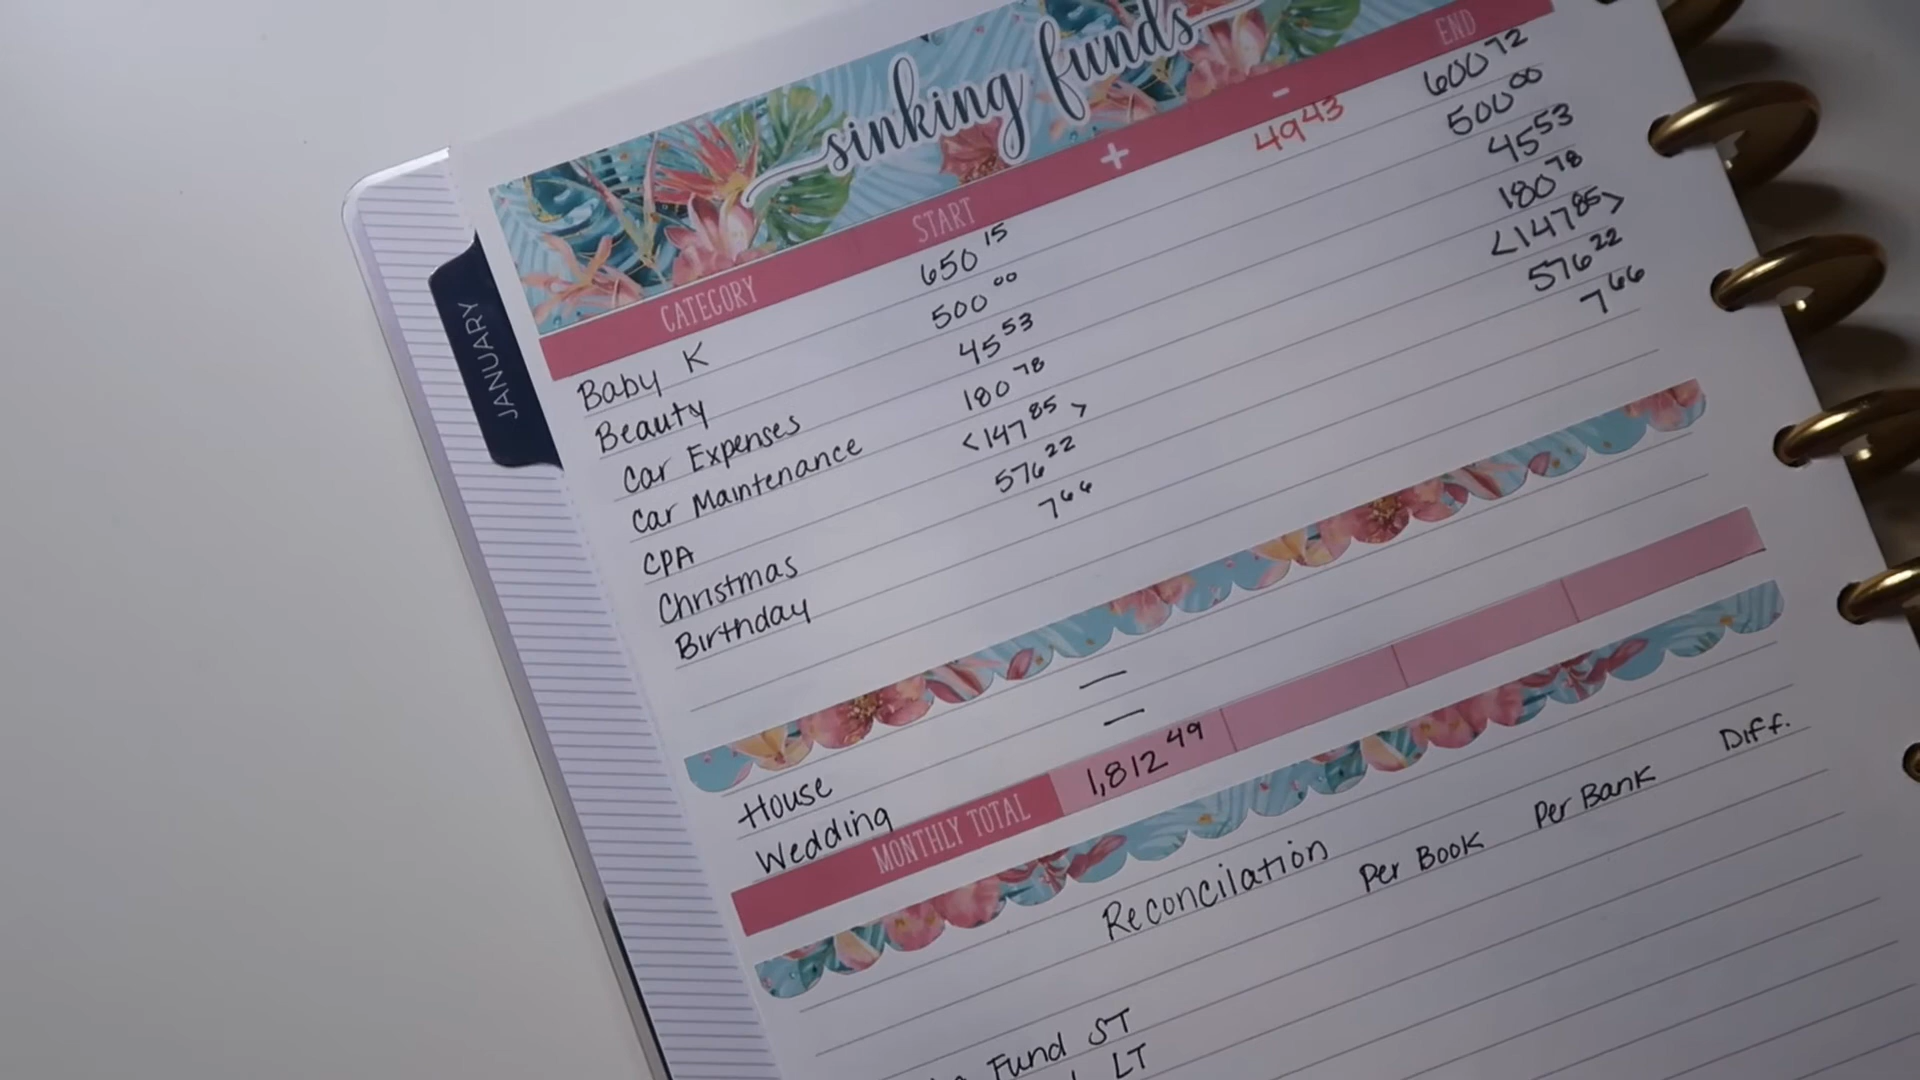 sinking funds
CATEGORY START + - END
Baby K 650 15 49 43 600 72
Beauty 500 00 500 00
Car Expenses 45 53 45 53
Car Maintenance 180 78 180 78
CPA <147 85> <147 85>
Christmas 576 22 576 22
Birthday 7 66 7 66
House —
Wedding —
MONTHLY TOTAL 1,812 49
Reconcilation Per Book Per Bank Diff.
Fund ST
LT
JANUARY